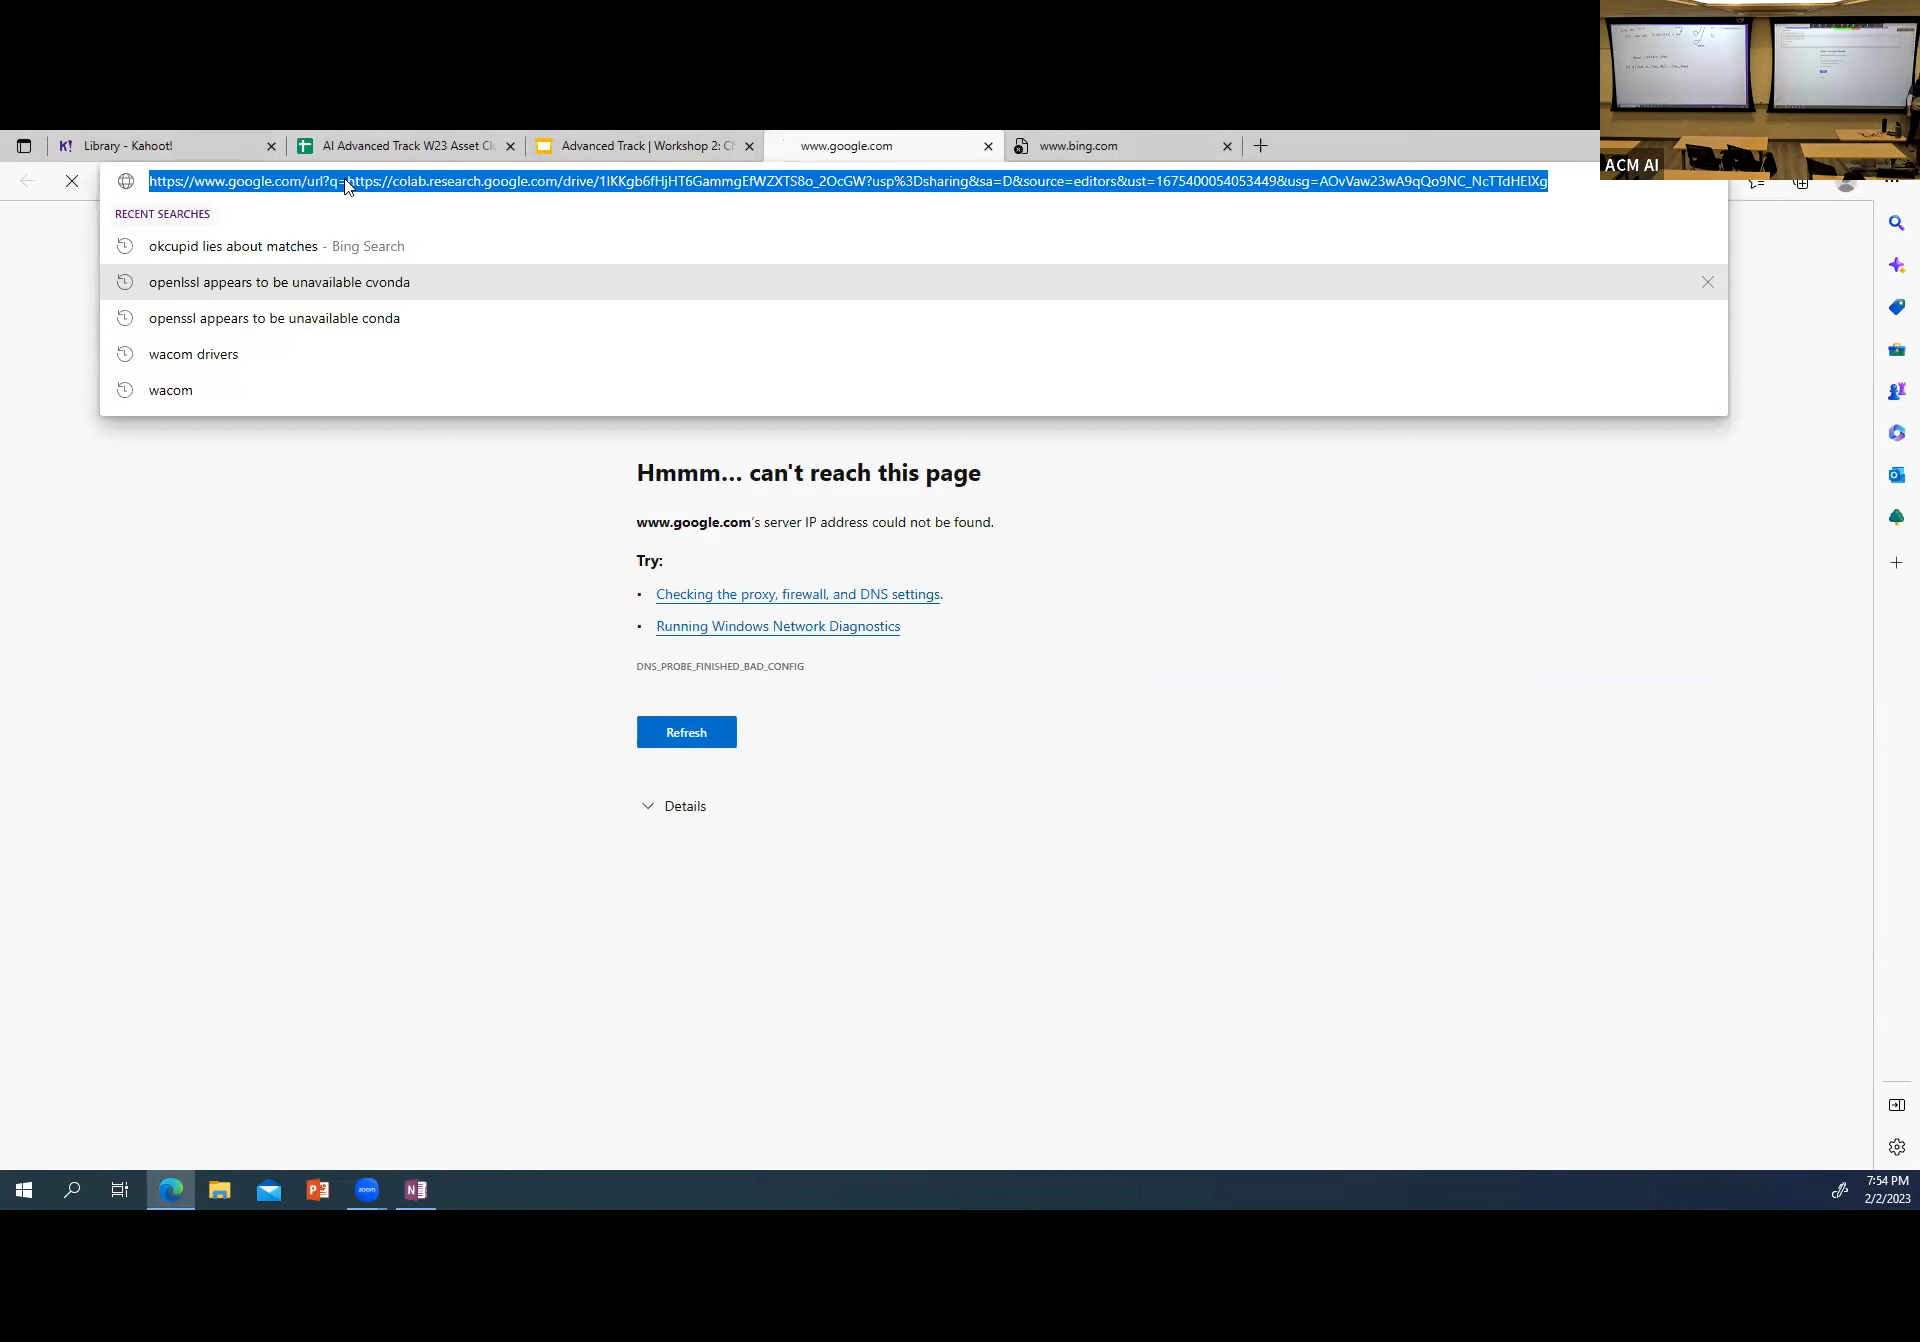 ACM AI
Library - Kahoot!
AI Advanced Track W23 Asset Cl
Advanced Track | Workshop 2: C
www.google.com
www.bing.com
https://www.google.com/url?q=https://colab.research.google.com/drive/1IKKgb6fHjHT6GammgEfWZXTS8o_2OcGW?usp%3Dsharing&sa=D&source=editors&ust=1675400054053449&usg=AOvVaw23wA9qQo9NC_NcTTdHEIXg
RECENT SEARCHES
okcupid lies about matches - Bing Search
openlssl appears to be unavailable cvonda
openssl appears to be unavailable conda
wacom drivers
wacom
Hmmm... can't reach this page
www.google.com's server IP address could not be found.
Try:
• Checking the proxy, firewall, and DNS settings.
• Running Windows Network Diagnostics
DNS_PROBE_FINISHED_BAD_CONFIG
Refresh
Details
zoom
7:54 PM
2/2/2023